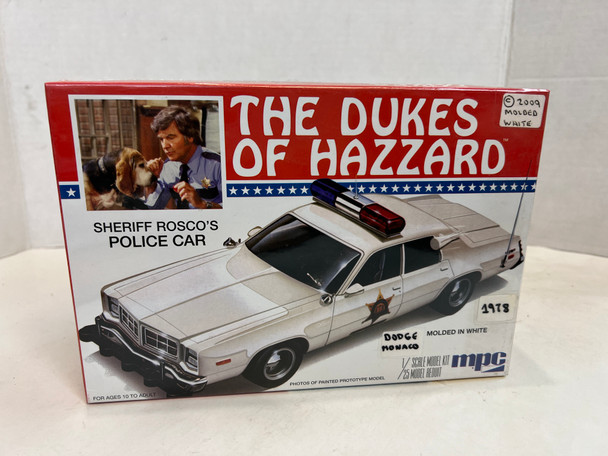 THE DUKES
OF HAZZARD™
© 2009
MOLDED
WHITE
SHERIFF ROSCO'S
POLICE CAR
1978
DODGE
MONACO
MOLDED IN WHITE
1/25 SCALE MODEL KIT
mpc
PHOTOS OF PAINTED PROTOTYPE MODEL
FOR AGES 10 TO ADULT